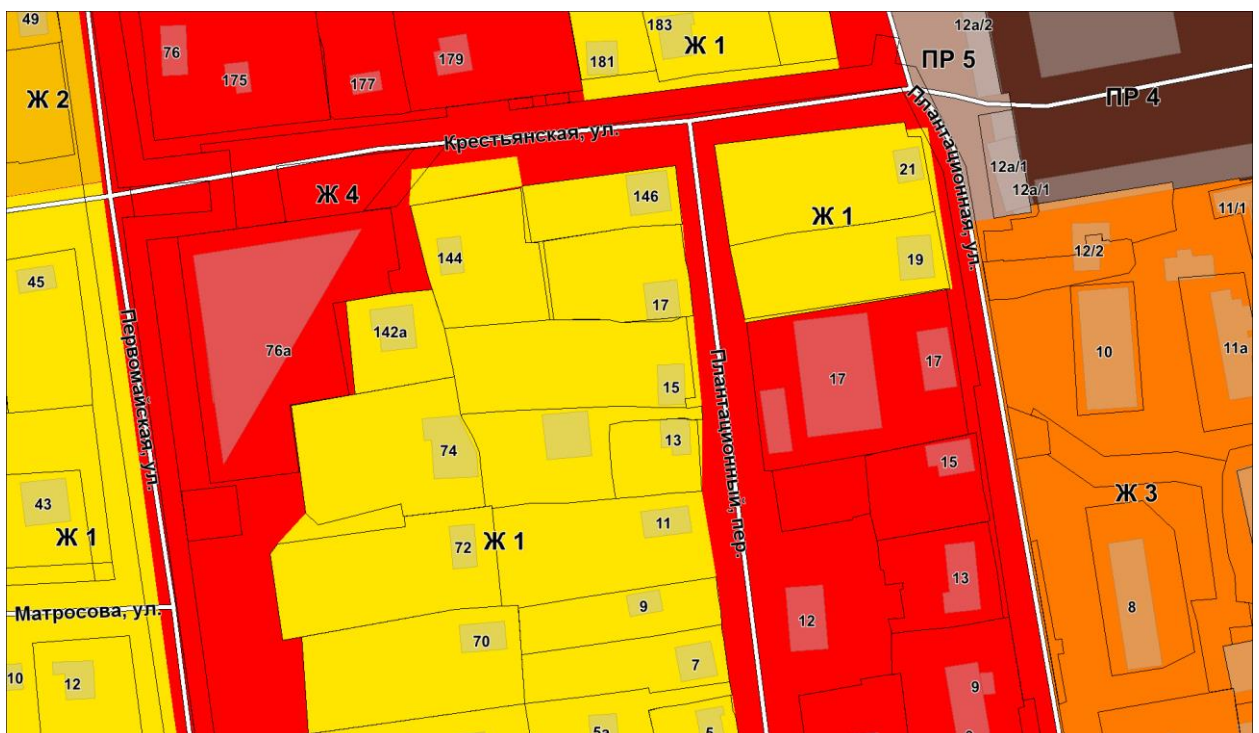 49
76
175
177
179
181
183
Ж 1
12а/2
ПР 5
Ж 2
ПР 4
Крестьянская, ул.
Плантационная, ул.
Ж 4
146
21
12а/1
12а/1
Ж 1
11/1
144
19
12/2
45
17
142а
76а
10
11а
Первомайская, ул.
Плантационный, пер.
17
17
15
74
13
15
43
Ж 3
11
Ж 1
72
Ж 1
13
9
8
Матросова, ул.
12
70
7
10
12
9
5а
5